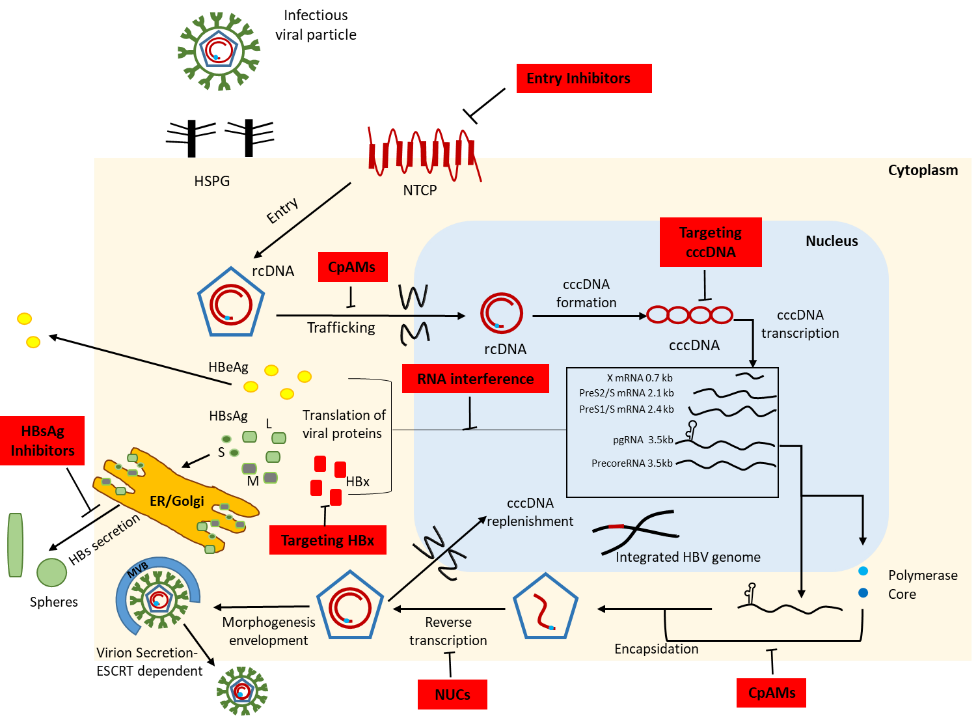 Infectious
viral particle
Entry Inhibitors
HSPG
NTCP
Cytoplasm
Entry
Nucleus
Targeting
cccDNA
rcDNA
CpAMs
Trafficking
rcDNA
cccDNA
formation
cccDNA
cccDNA
transcription
HBeAg
RNA interference
X mRNA 0.7 kb
PreS2/S mRNA 2.1 kb
PreS1/S mRNA 2.4 kb
pgRNA 3.5kb
PrecoreRNA 3.5kb
HBsAg
L
S
M
Translation of
viral proteins
HBx
HBsAg
Inhibitors
ER/Golgi
Targeting HBx
cccDNA
replenishment
Integrated HBV genome
HBs secretion
Spheres
MVB
Polymerase
Core
Morphogenesis
envelopment
Reverse
transcription
Encapsidation
Virion Secretion-
ESCRT dependent
NUCs
CpAMs